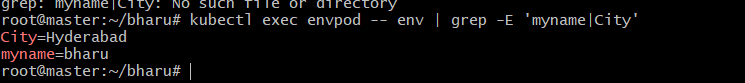 grep: myname|City: No such file or directory
root@master:~/bharu# kubectl exec envpod -- env | grep -E 'myname|City'
City=Hyderabad
myname=bharu
root@master:~/bharu#